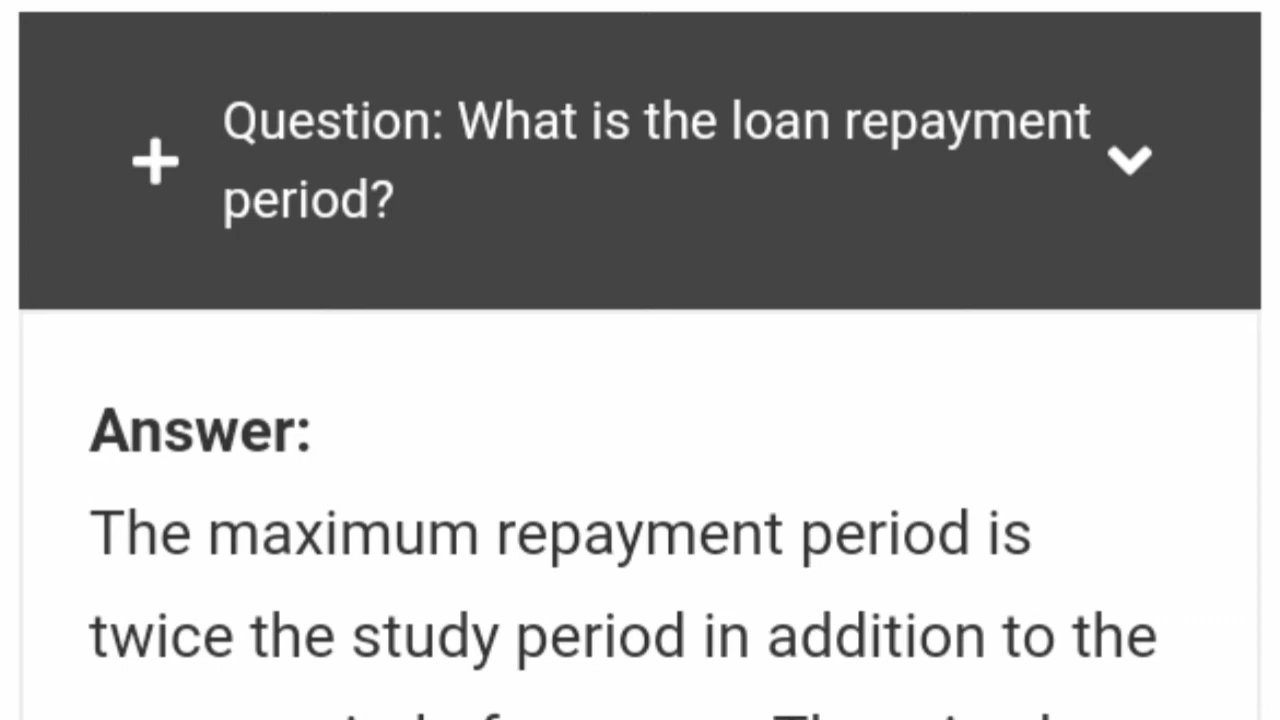 Question: What is the loan repayment
period?
Answer:
The maximum repayment period is
twice the study period in addition to the